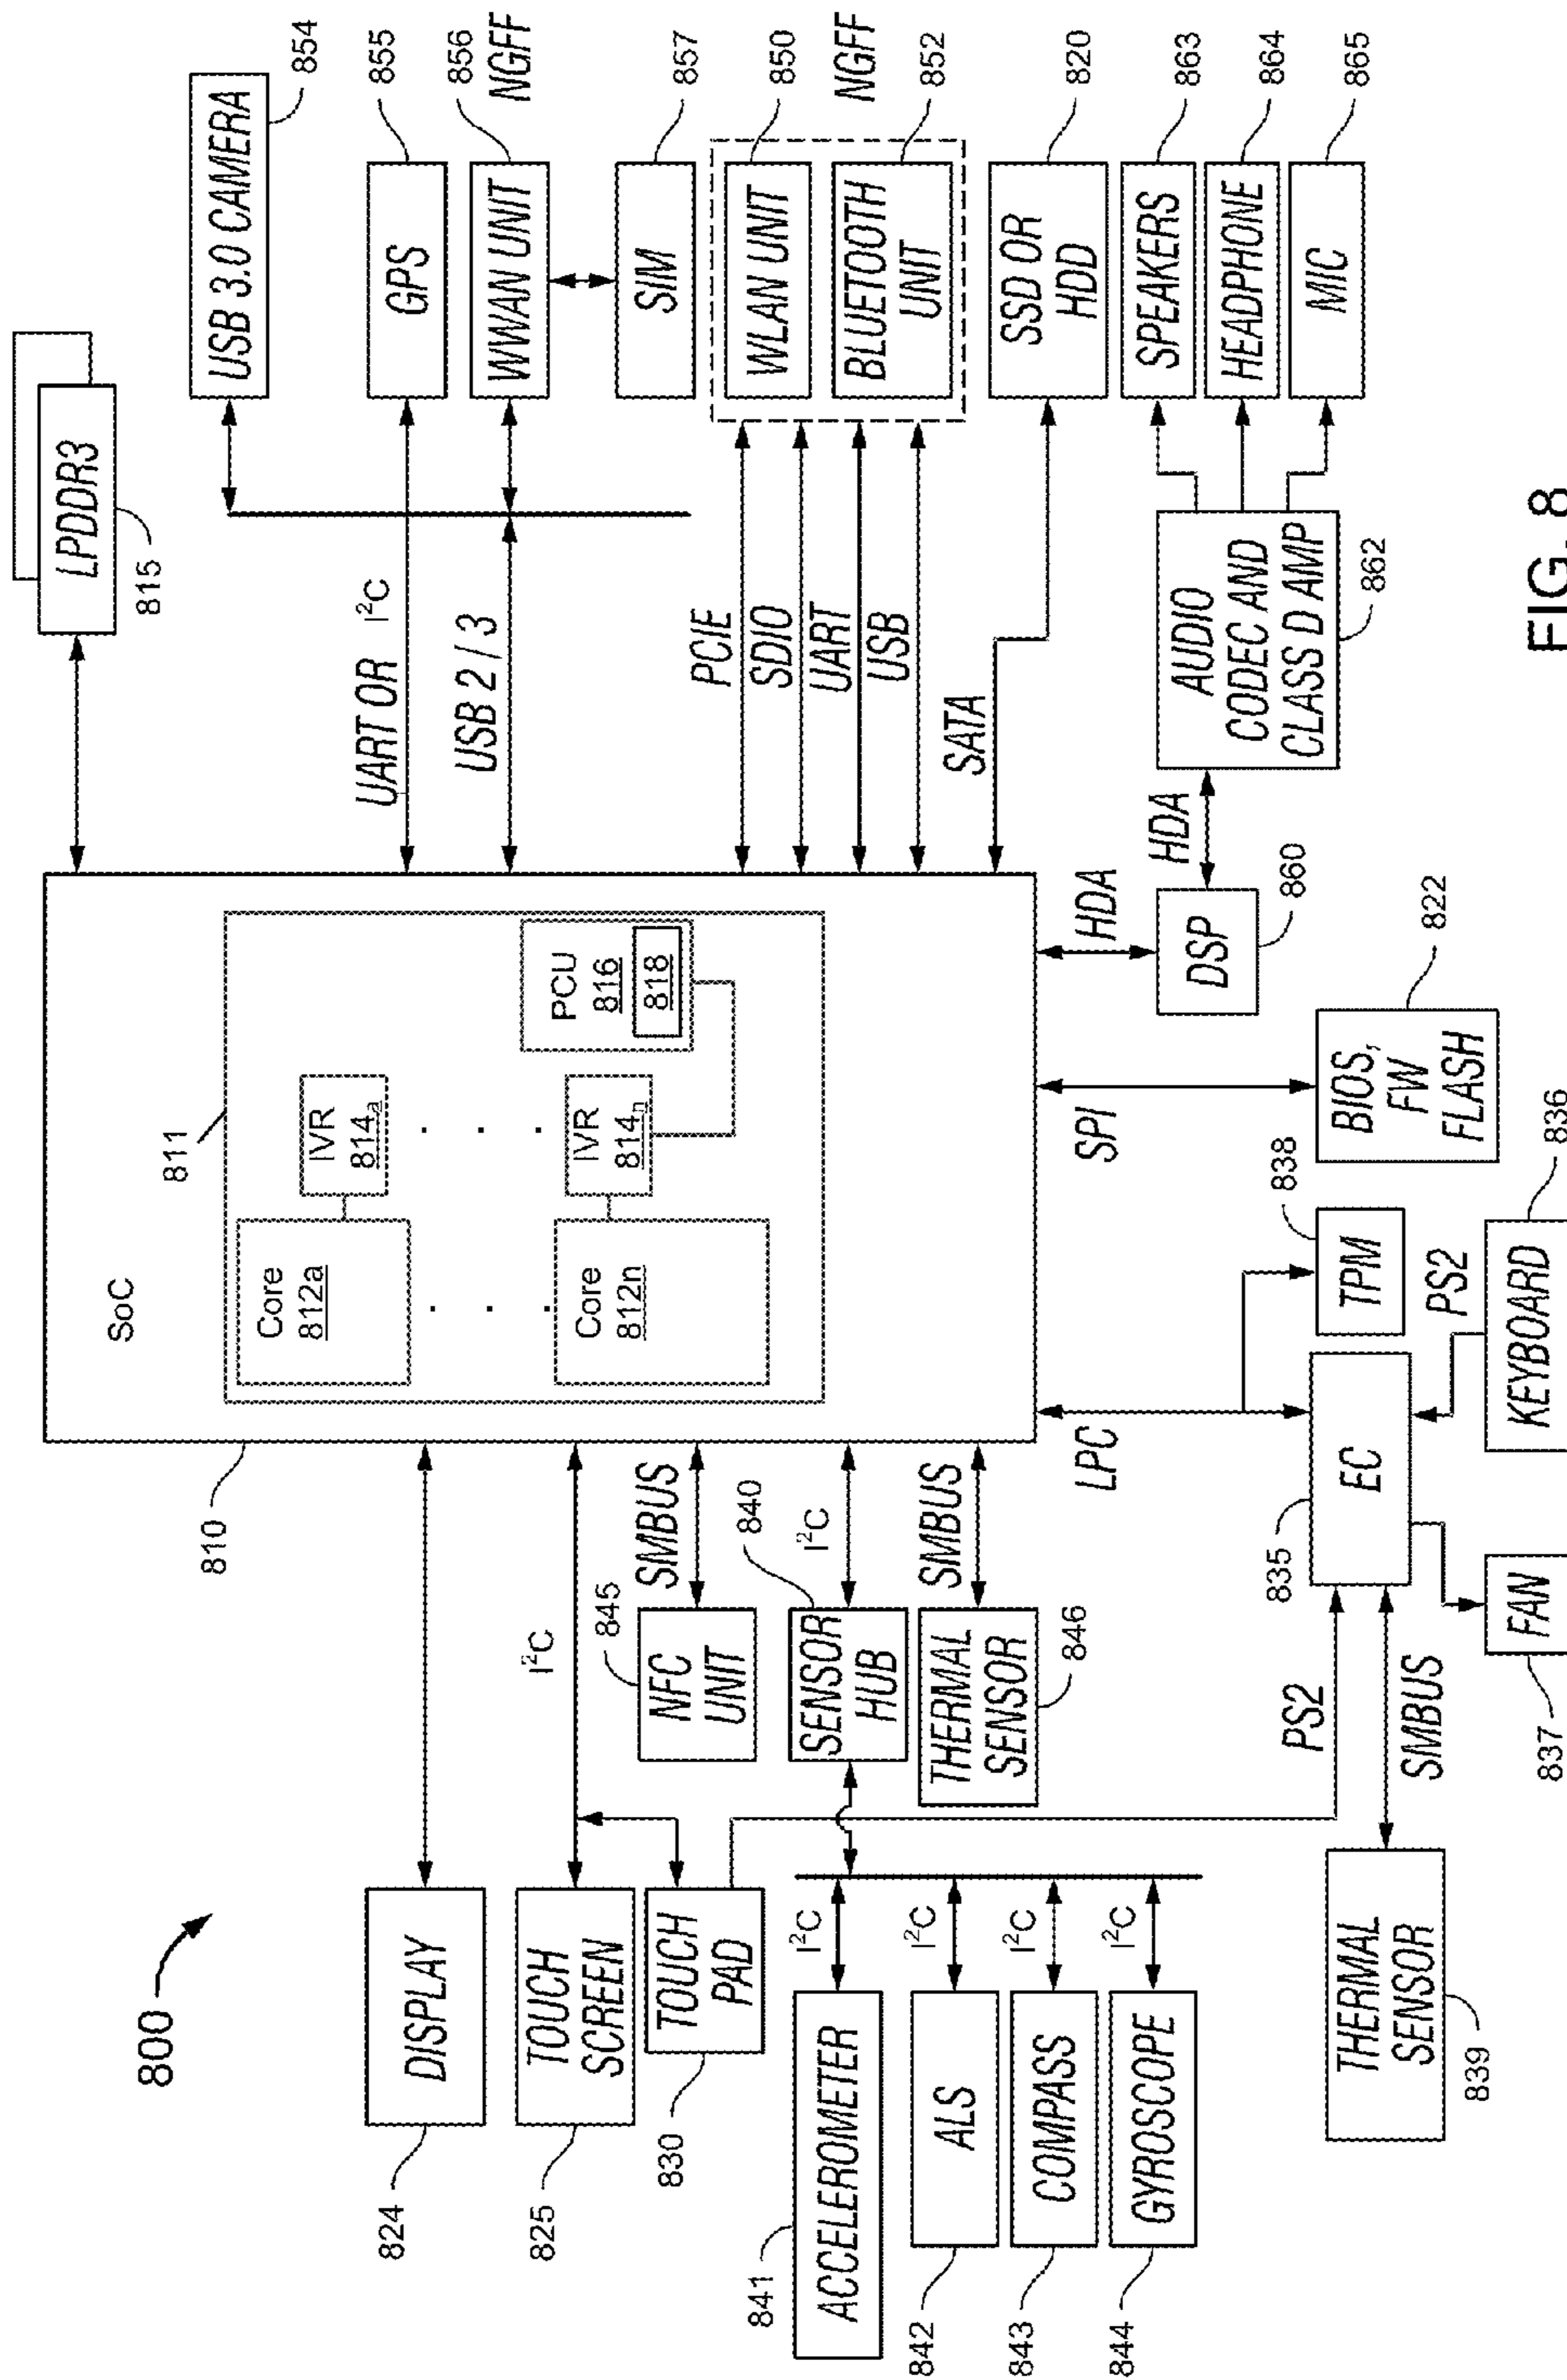 800
LPDDR3
815
USB 3.0 CAMERA
854
GPS
855
WWAN UNIT
856
NGFF
SIM
857
WLAN UNIT
850
BLUETOOTH
UNIT
852
NGFF
SSD OR
HDD
820
SPEAKERS
863
HEADPHONE
864
MIC
865
UART OR
I²C
USB 2 / 3
PCIE
SDIO
UART
USB
SATA
AUDIO
CODEC AND
CLASS D AMP
862
HDA
DSP
860
HDA
SoC
810
811
Core
812a
. . .
Core
812n
IVR
814a
. . .
IVR
814n
PCU
816
818
DISPLAY
824
TOUCH
SCREEN
825
I²C
TOUCH
PAD
830
NFC
UNIT
845
SMBUS
SENSOR
HUB
840
I²C
THERMAL
SENSOR
846
SMBUS
ACCELEROMETER
841
I²C
ALS
842
I²C
COMPASS
843
I²C
GYROSCOPE
844
I²C
THERMAL
SENSOR
839
PS2
SMBUS
FAN
837
EC
835
LPC
TPM
838
PS2
KEYBOARD
836
SPI
BIOS,
FW
FLASH
822
FIG. 8